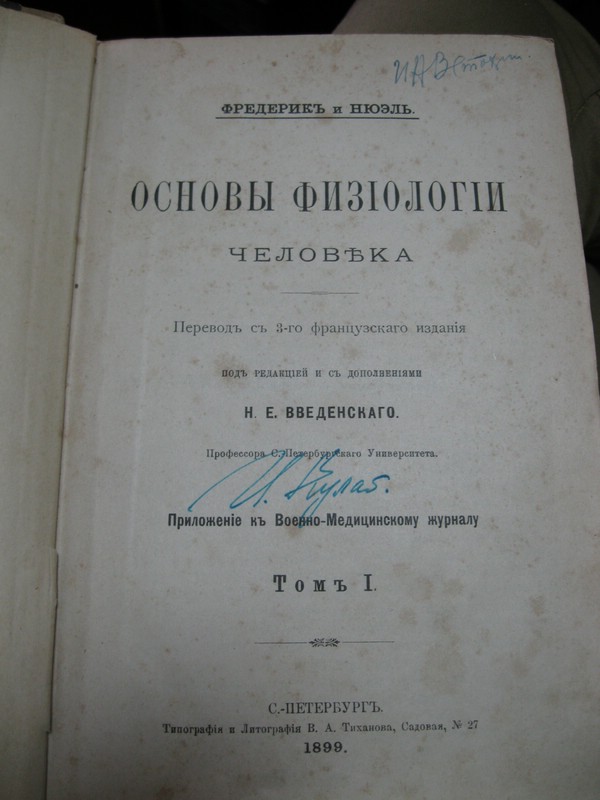 ФРЕДЕРИКЪ и НЮЭЛЬ.
ОСНОВЫ ФИЗІОЛОГІИ
ЧЕЛОВѢКА
Переводъ съ 3-го французскаго изданія
ПОДЪ РЕДАКЦІЕЙ И СЪ ДОПОЛНЕНІЯМИ
Н. Е. ВВЕДЕНСКАГО.
Профессора С.-Петербургскаго Университета.
Приложеніе къ Военно-Медицинскому журналу
Томъ I.
С.-ПЕТЕРБУРГЪ.
Типографія и Литографія В. А. Тиханова, Садовая, № 27
1899.